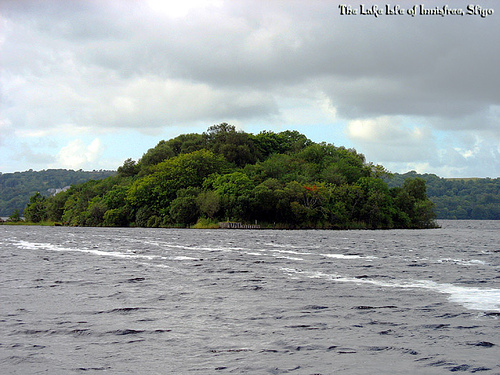 The Lake Isle of Innisfree, Sligo